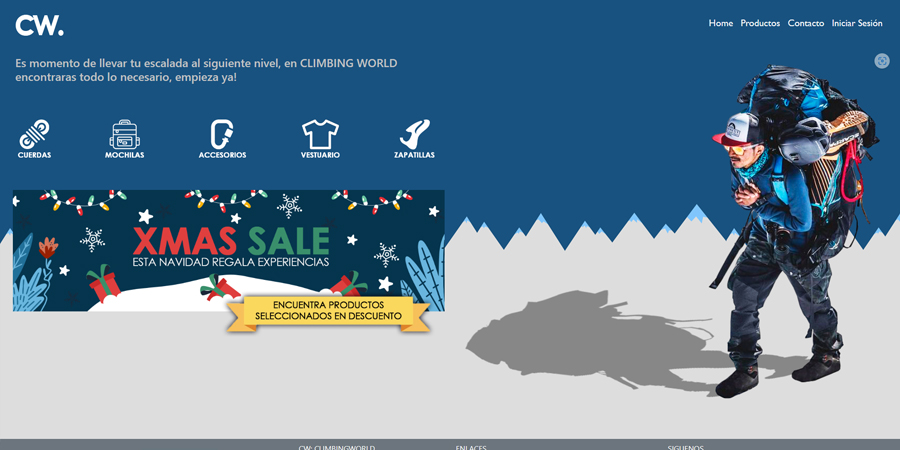 CW.
Home Productos Contacto Iniciar Sesión
Es momento de llevar tu escalada al siguiente nivel, en CLIMBING WORLD
encontraras todo lo necesario, empieza ya!
CUERDAS MOCHILAS ACCESORIOS VESTUARIO ZAPATILLAS
XMAS SALE
ESTA NAVIDAD REGALA EXPERIENCIAS
ENCUENTRA PRODUCTOS
SELECCIONADOS EN DESCUENTO
CW: CLIMBINGWORLD ENLACES SIGUENOS